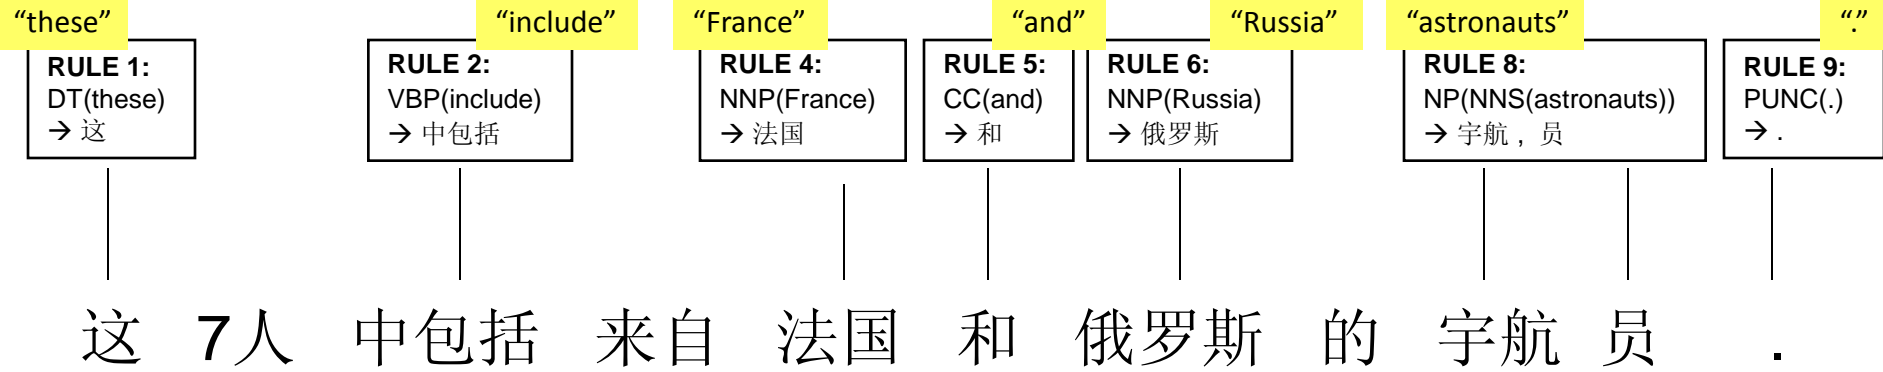 “these” “include” “France” “and” “Russia” “astronauts” “.”
RULE 1:
DT(these)
→ 这
RULE 2:
VBP(include)
→ 中包括
RULE 4:
NNP(France)
→ 法国
RULE 5:
CC(and)
→ 和
RULE 6:
NNP(Russia)
→ 俄罗斯
RULE 8:
NP(NNS(astronauts))
→ 宇航 , 员
RULE 9:
PUNC(.)
→ .
这 7人 中包括 来自 法国 和 俄罗斯 的 宇航 员 .